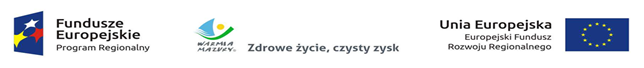 Fundusze
Europejskie
Program Regionalny
WARMIA
MAZURY
Zdrowe życie, czysty zysk
Unia Europejska
Europejski Fundusz
Rozwoju Regionalnego